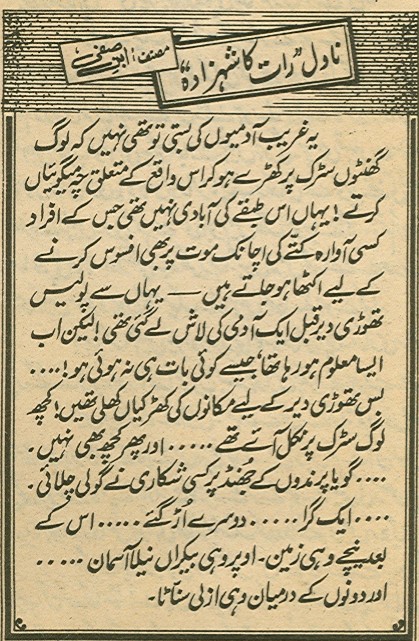 ناول "رات کا شہزادہ"
مصنف: ابن صفی
یہ غریب آدمیوں کی بستی تو تھی نہیں کہ لوگ
گھنٹوں سڑک پر کھڑے ہو کر اس واقع کے متعلق چہ میگوئیاں
کرتے! یہاں اس طبقے کی آبادی نہیں تھی جس کے افراد
کسی آوارہ کتے کی اچانک موت پر بھی افسوس کرنے
کے لیے اکٹھا ہو جاتے ہیں — یہاں سے پولیس
تھوڑی دیر قبل ایک آدمی کی لاش لے گئی تھی! لیکن اب
ایسا معلوم ہو رہا تھا، جیسے کوئی بات ہی نہ ہوئی ہو!....
بس تھوڑی دیر کے لیے مکانوں کی کھڑکیاں کھلی تھیں! کچھ
لوگ سڑک پر نکل آئے تھے ..... اور پھر کچھ بھی نہیں۔
.... گویا پرندوں کے جھنڈ پر کسی شکاری نے گولی چلائی۔
.... ایک گرا ..... دوسرے اڑ گئے ..... اس کے
بعد نیچے وہی زمین۔ اوپر وہی بیکراں نیلا آسمان .....
اور دونوں کے درمیان وہی ازلی سناٹا۔